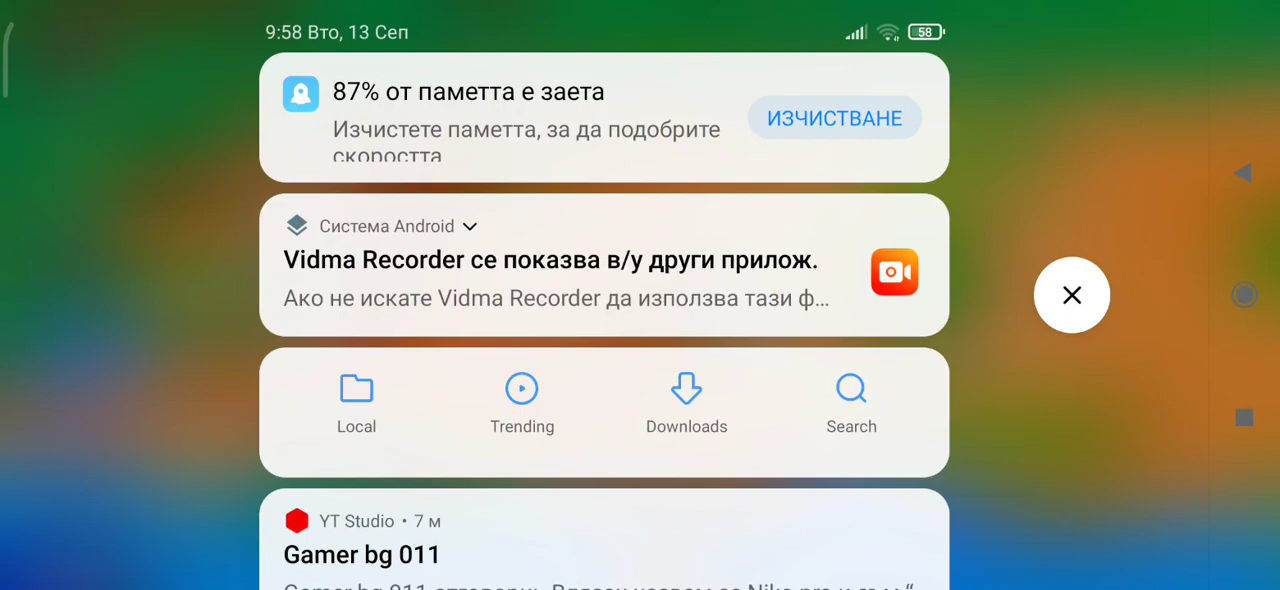 9:58 Вто, 13 Сеп
58
87% от паметта е заета
Изчистете паметта, за да подобрите
скоростта
ИЗЧИСТВАНЕ
Система Android
Vidma Recorder се показва в/у други прилож.
Ако не искате Vidma Recorder да използва тази ф...
Local
Trending
Downloads
Search
YT Studio • 7 м
Gamer bg 011